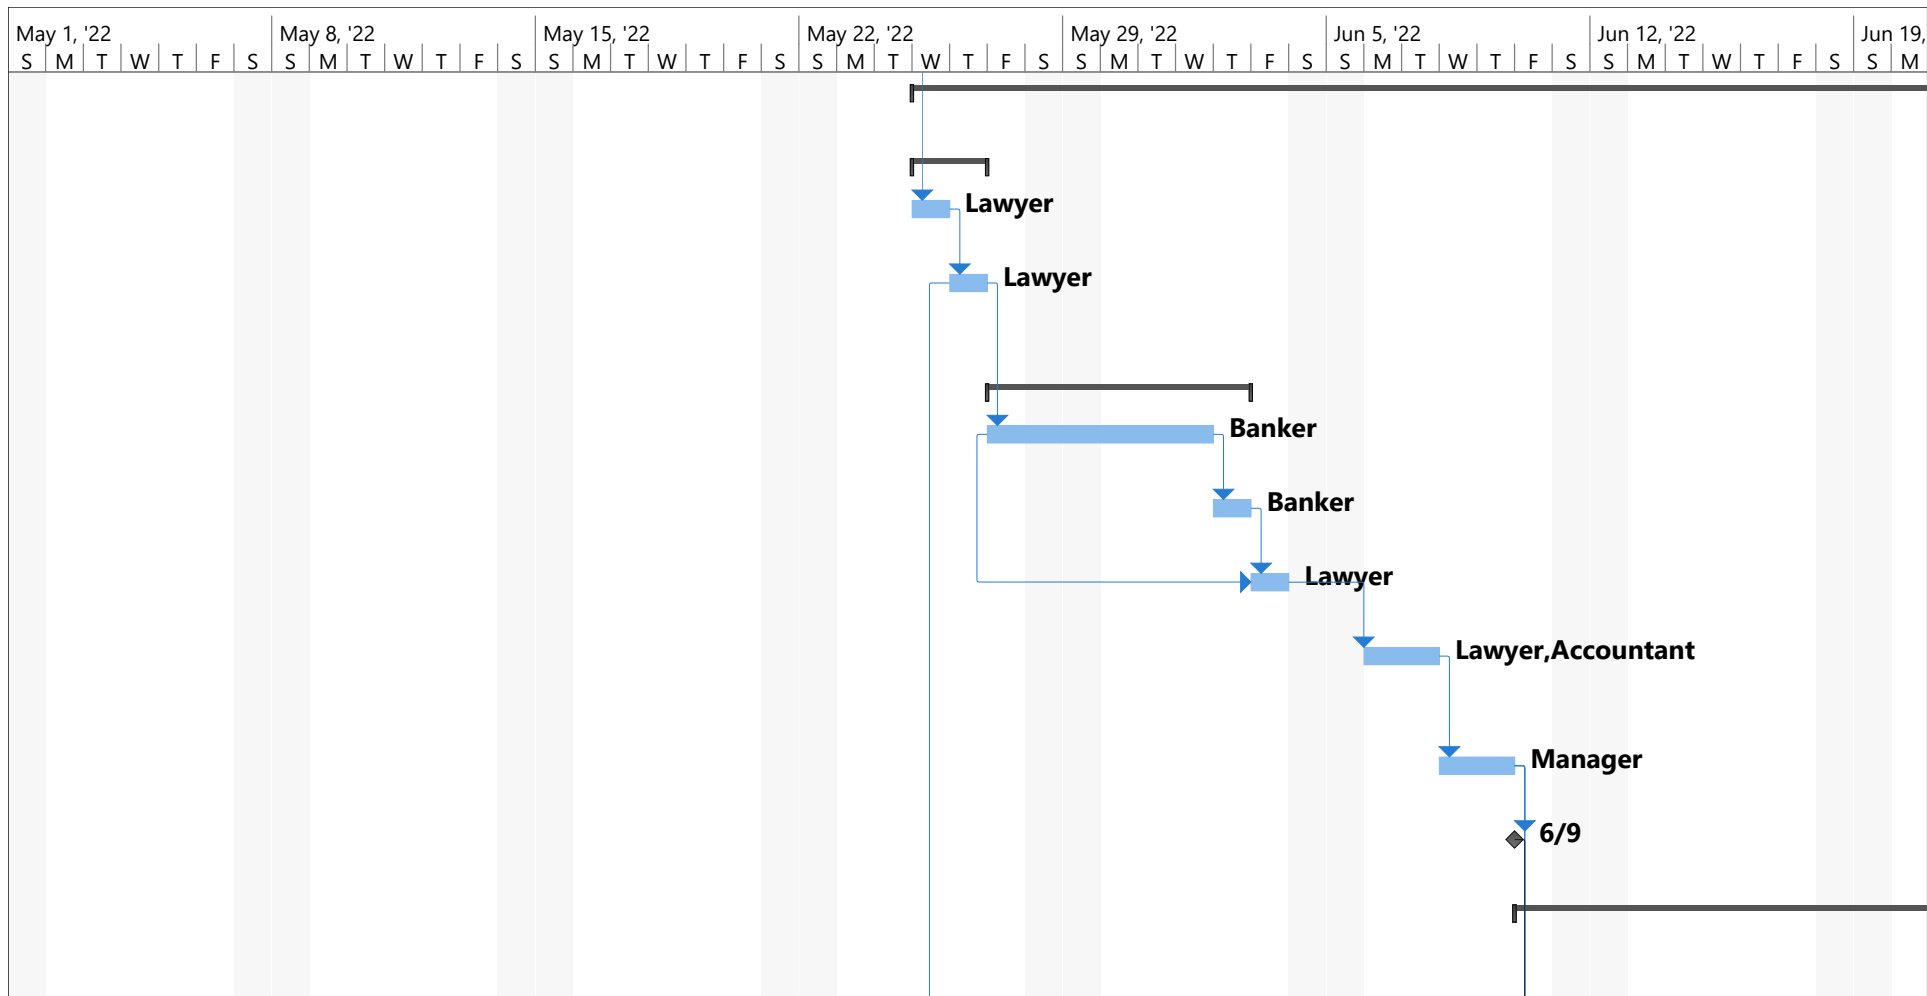 May 1, '22 May 8, '22 May 15, '22 May 22, '22 May 29, '22 Jun 5, '22 Jun 12, '22 Jun 19,
S M T W T F S S M T W T F S S M T W T F S S M T W T F S S M T W T F S S M T W T F S S M T W T F S S M
Lawyer
Lawyer
Banker
Banker
Lawyer
Lawyer,Accountant
Manager
6/9